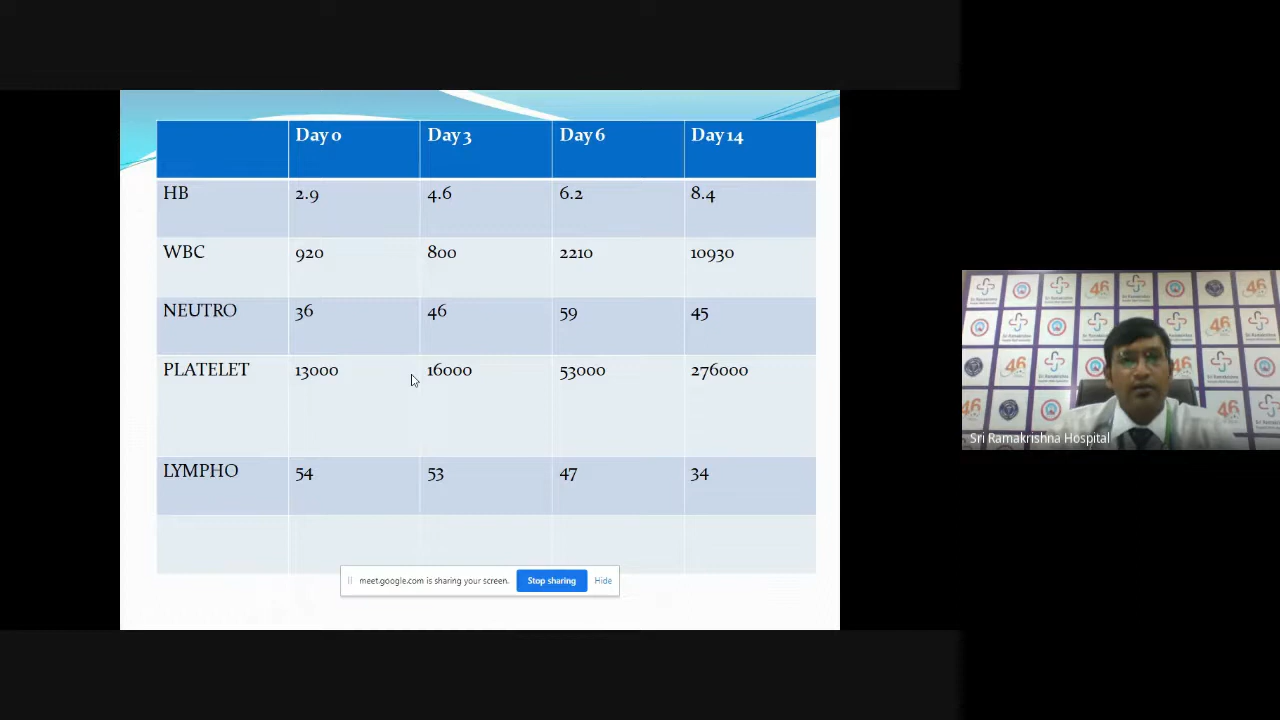 Day 0 Day 3 Day 6 Day 14
HB 2.9 4.6 6.2 8.4
WBC 920 800 2210 10930
NEUTRO 36 46 59 45
PLATELET 13000 16000 53000 276000
LYMPHO 54 53 47 34
meet.google.com is sharing your screen. Stop sharing Hide
Sri Ramakrishna Hospital